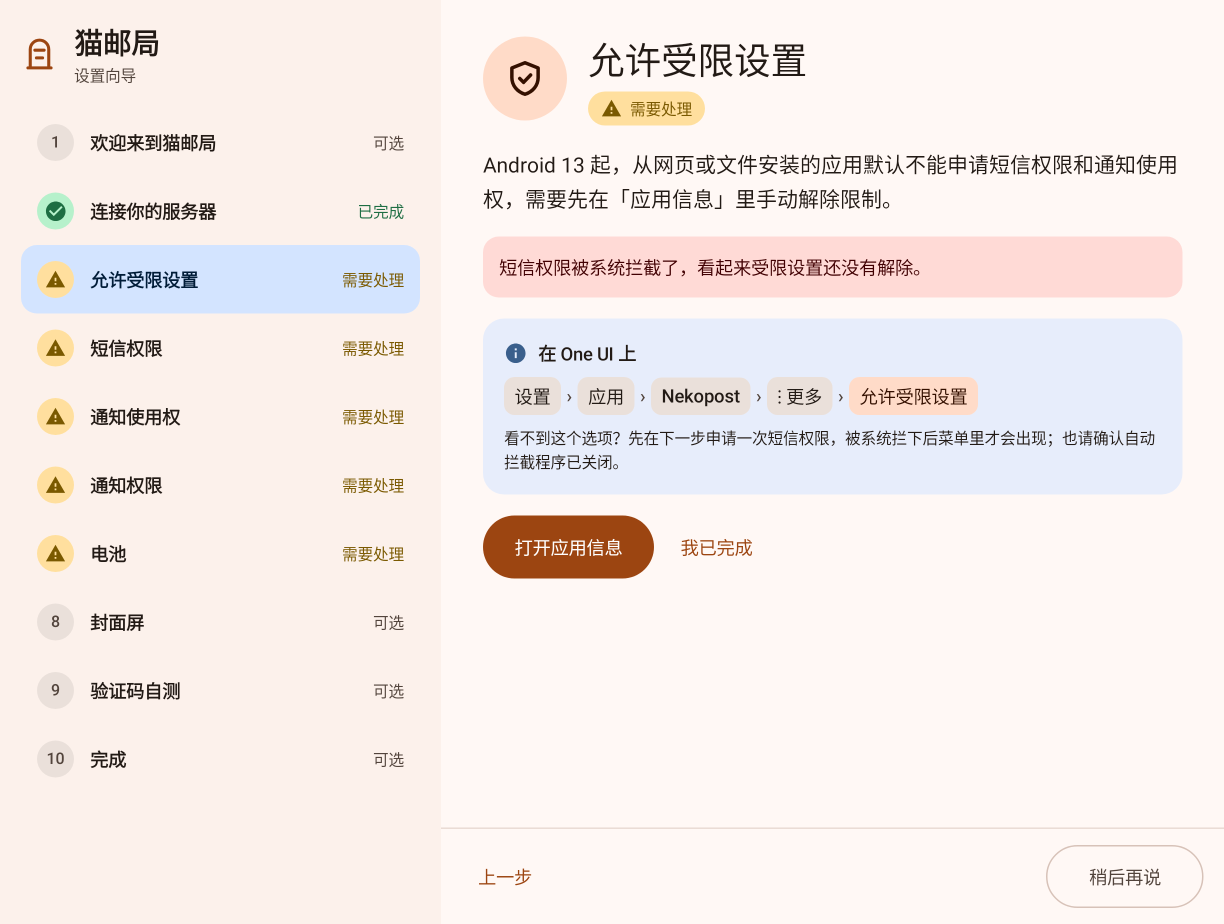 猫邮局
设置向导
1 欢迎来到猫邮局 可选
连接你的服务器 已完成
允许受限设置 需要处理
短信权限 需要处理
通知使用权 需要处理
通知权限 需要处理
电池 需要处理
8 封面屏 可选
9 验证码自测 可选
10 完成 可选
允许受限设置
需要处理
Android 13 起，从网页或文件安装的应用默认不能申请短信权限和通知使用
权，需要先在「应用信息」里手动解除限制。
短信权限被系统拦截了，看起来受限设置还没有解除。
在 One UI 上
设置 › 应用 › Nekopost › ⋮更多 › 允许受限设置
看不到这个选项？先在下一步申请一次短信权限，被系统拦下后菜单里才会出现；也请确认自动
拦截程序已关闭。
打开应用信息 我已完成
上一步 稍后再说